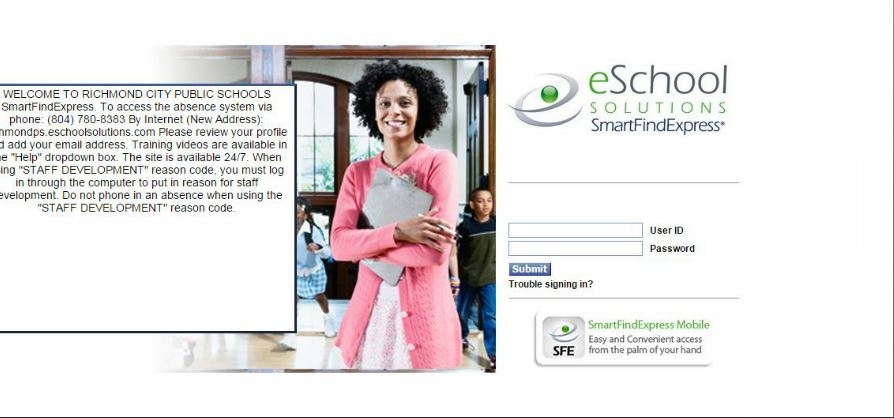 WELCOME TO RICHMOND CITY PUBLIC SCHOOLS
SmartFindExpress. To access the absence system via
phone: (804) 780-8383 By Internet (New Address):
hmondps.eschoolsolutions.com Please review your profile
d add your email address. Training videos are available in
e "Help" dropdown box. The site is available 24/7. When
ing "STAFF DEVELOPMENT" reason code, you must log
in through the computer to put in reason for staff
evelopment. Do not phone in an absence when using the
"STAFF DEVELOPMENT" reason code.
eSchool
SOLUTIONS
SmartFindExpress®
User ID
Password
Submit
Trouble signing in?
SFE
SmartFindExpress Mobile
Easy and Convenient access
from the palm of your hand